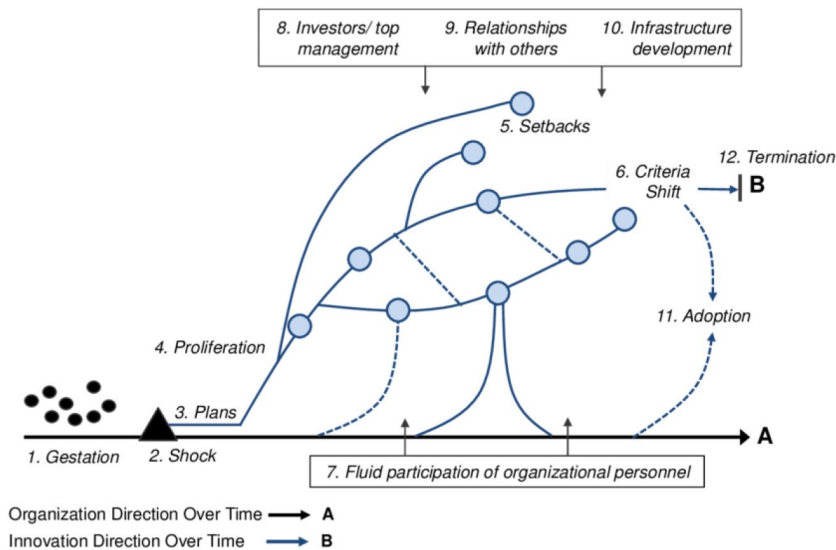 8. Investors/ top
management
9. Relationships
with others
10. Infrastructure
development
5. Setbacks
12. Termination
6. Criteria
Shift
B
11. Adoption
4. Proliferation
3. Plans
A
1. Gestation
2. Shock
7. Fluid participation of organizational personnel
Organization Direction Over Time A
Innovation Direction Over Time B